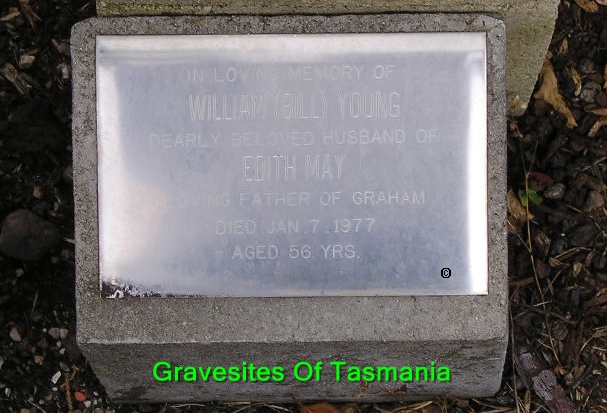 IN LOVING MEMORY OF
WILLIAM (BILL) YOUNG
DEARLY BELOVED HUSBAND OF
EDITH MAY
LOVING FATHER OF GRAHAM
DIED JAN. 7. 1977
AGED 56 YRS.
©
Gravesites Of Tasmania